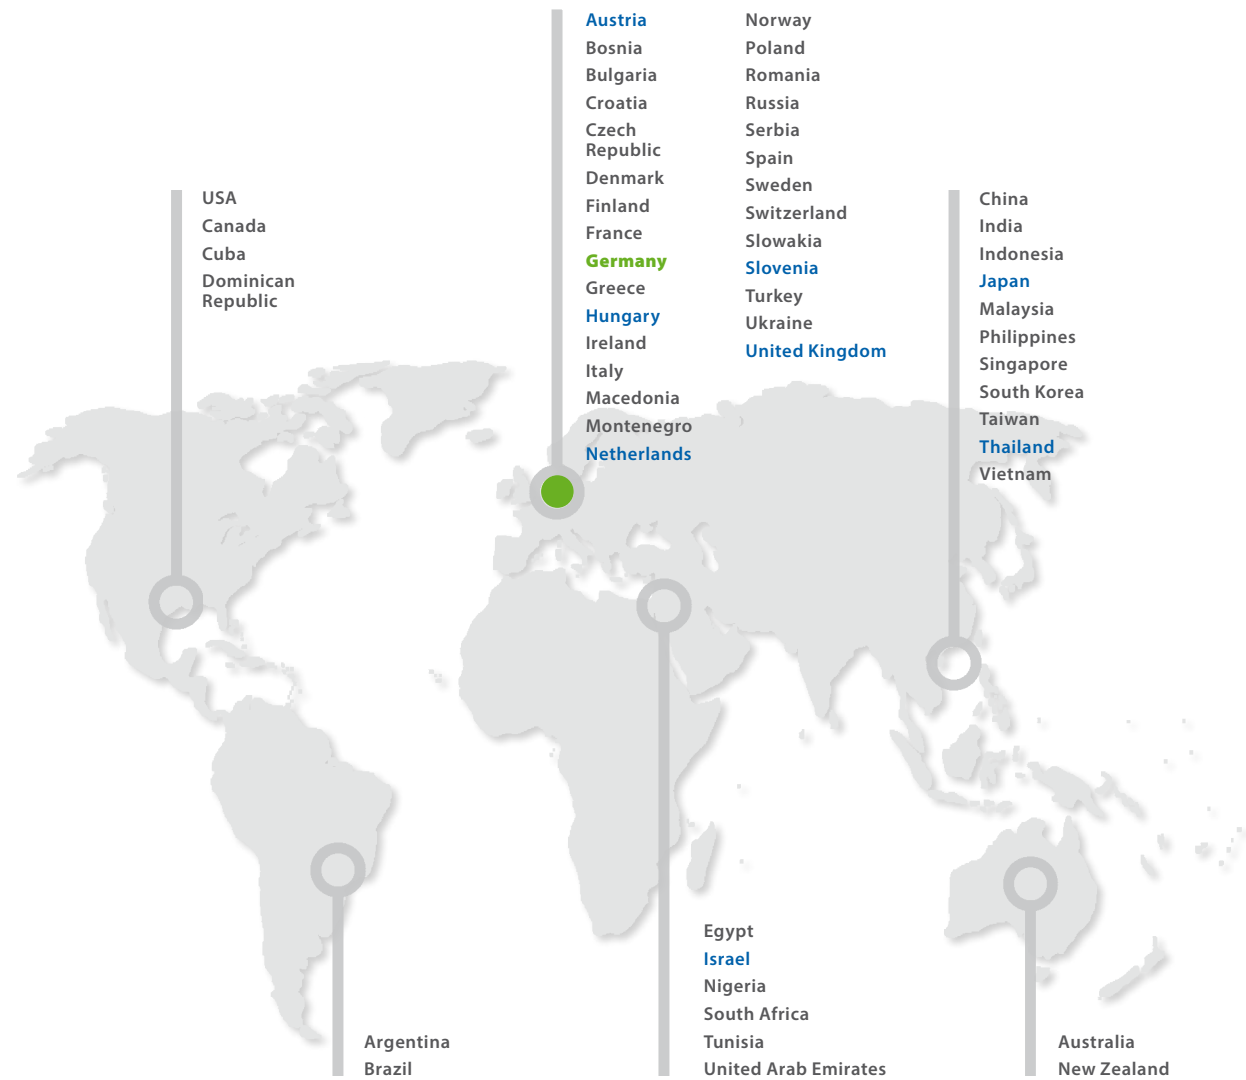 Austria
Bosnia
Bulgaria
Croatia
Czech
Republic
Denmark
Finland
France
Germany
Greece
Hungary
Ireland
Italy
Macedonia
Montenegro
Netherlands
Norway
Poland
Romania
Russia
Serbia
Spain
Sweden
Switzerland
Slowakia
Slovenia
Turkey
Ukraine
United Kingdom
USA
Canada
Cuba
Dominican
Republic
China
India
Indonesia
Japan
Malaysia
Philippines
Singapore
South Korea
Taiwan
Thailand
Vietnam
Egypt
Israel
Nigeria
South Africa
Tunisia
United Arab Emirates
Argentina
Brazil
Australia
New Zealand